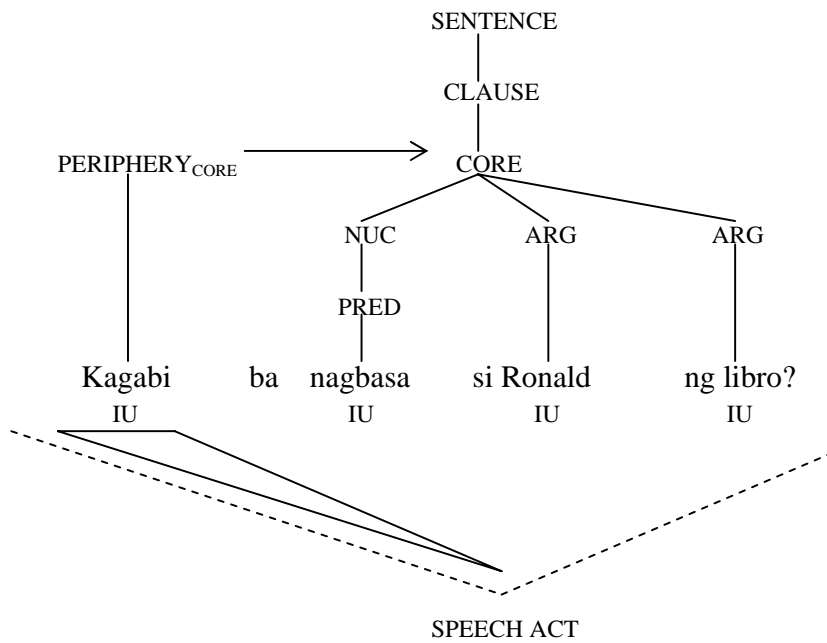 SENTENCE
CLAUSE
PERIPHERY_CORE CORE
NUC ARG ARG
PRED
Kagabi ba nagbasa si Ronald ng libro?
IU IU IU IU
SPEECH ACT